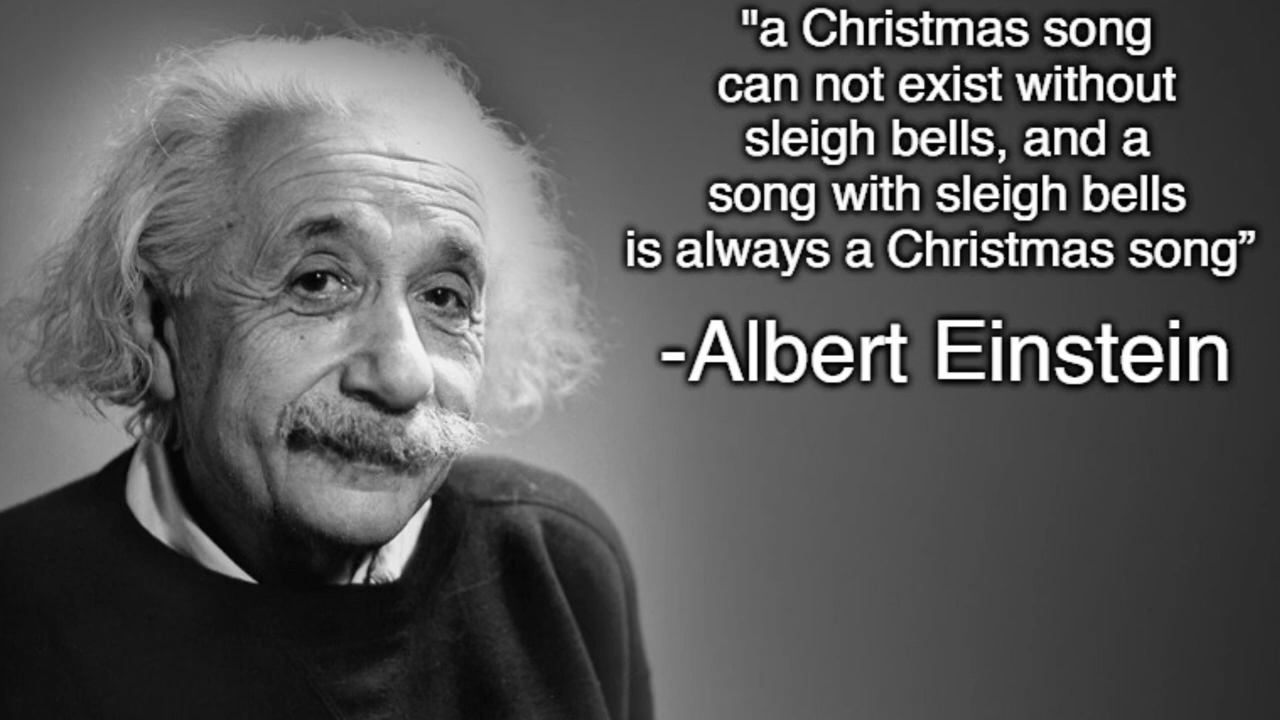 "a Christmas song
can not exist without
sleigh bells, and a
song with sleigh bells
is always a Christmas song”
-Albert Einstein